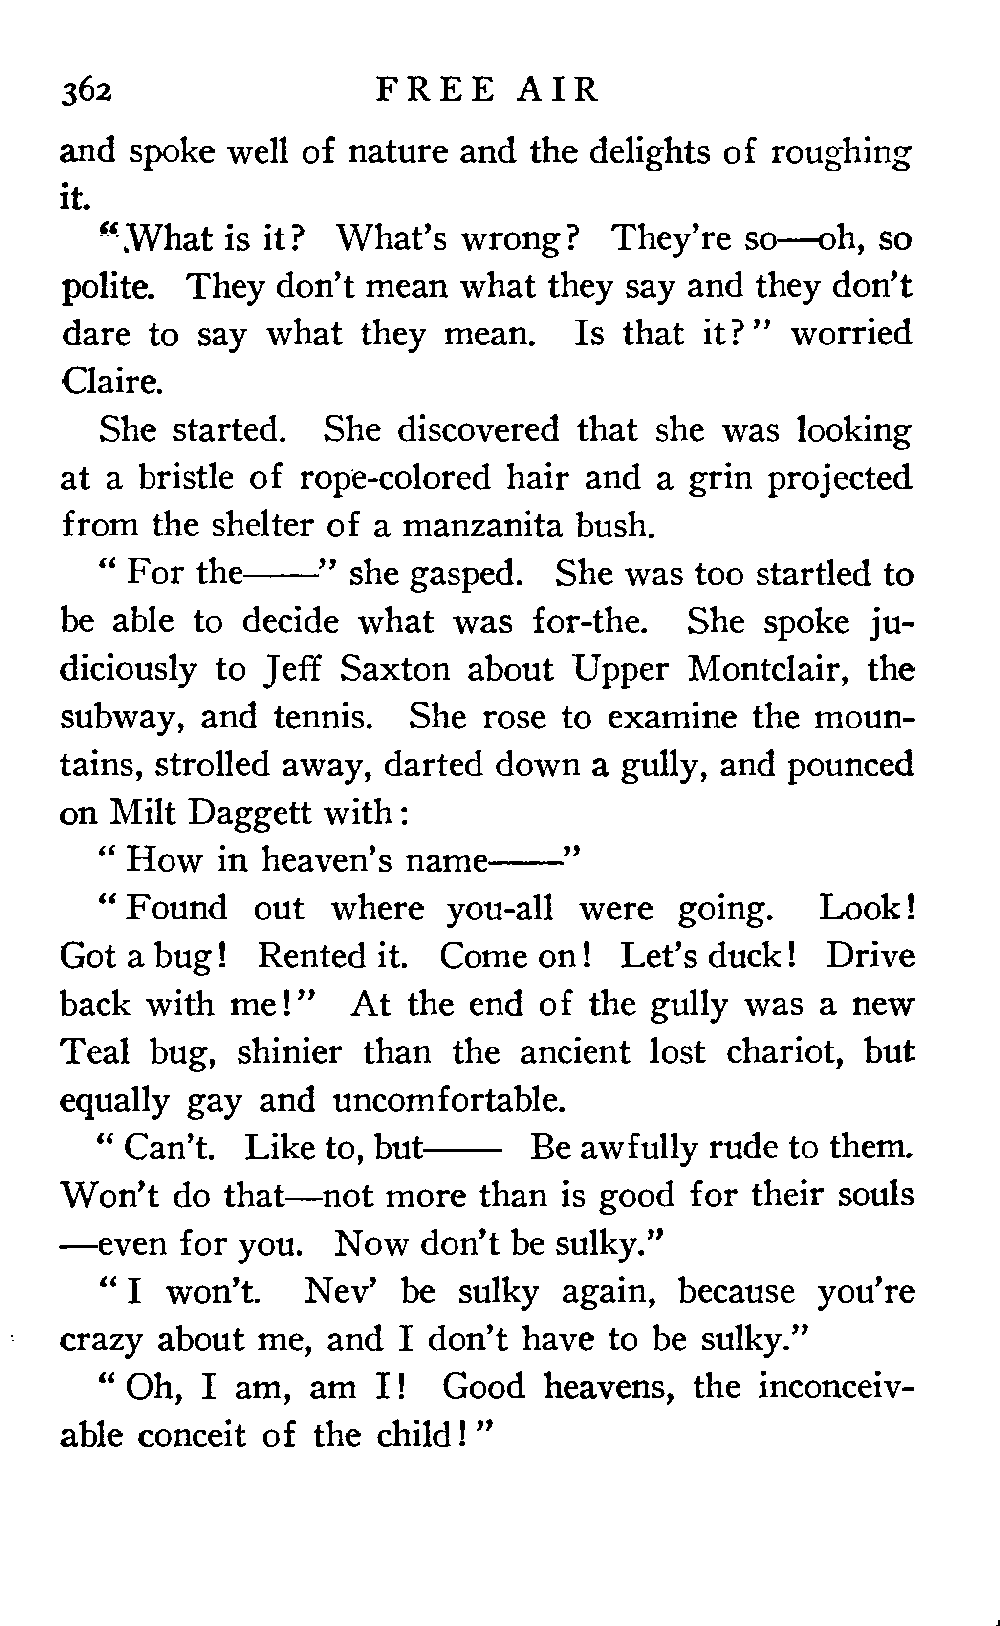 362 FREE AIR
and spoke well of nature and the delights of roughing
it.
“What is it? What's wrong? They're so—oh, so
polite. They don't mean what they say and they don't
dare to say what they mean. Is that it?” worried
Claire.
She started. She discovered that she was looking
at a bristle of rope-colored hair and a grin projected
from the shelter of a manzanita bush.
“For the——” she gasped. She was too startled to
be able to decide what was for-the. She spoke ju-
diciously to Jeff Saxton about Upper Montclair, the
subway, and tennis. She rose to examine the moun-
tains, strolled away, darted down a gully, and pounced
on Milt Daggett with:
“How in heaven's name——”
“Found out where you-all were going. Look!
Got a bug! Rented it. Come on! Let's duck! Drive
back with me!” At the end of the gully was a new
Teal bug, shinier than the ancient lost chariot, but
equally gay and uncomfortable.
“Can't. Like to, but—— Be awfully rude to them.
Won't do that—not more than is good for their souls
—even for you. Now don't be sulky.”
“I won't. Nev' be sulky again, because you're
crazy about me, and I don't have to be sulky.”
“Oh, I am, am I! Good heavens, the inconceiv-
able conceit of the child!”